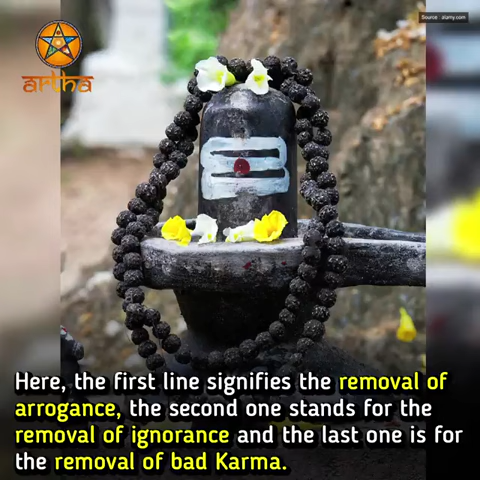 Source : alamy.com
artha
Here, the first line signifies the removal of
arrogance, the second one stands for the
removal of ignorance and the last one is for
the removal of bad Karma.